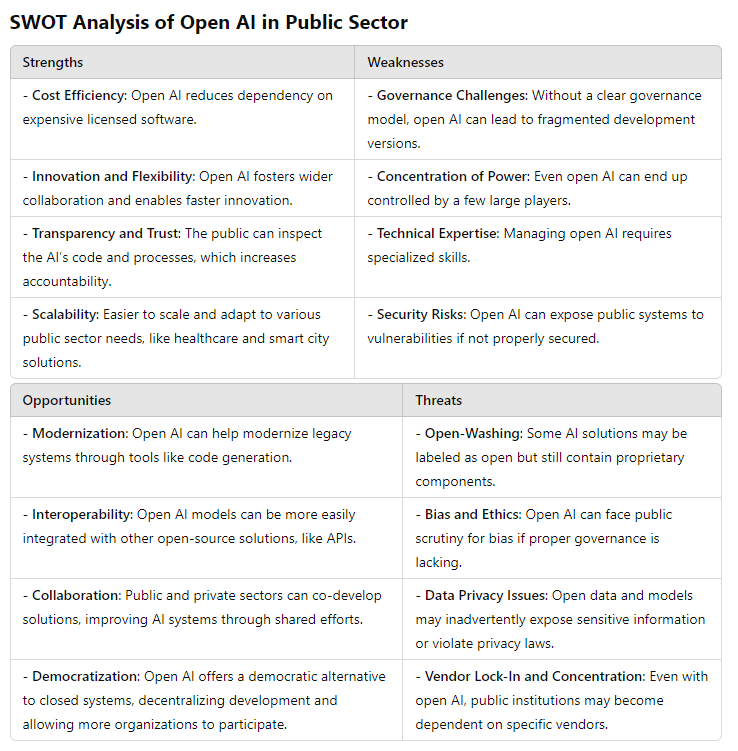 SWOT Analysis of Open AI in Public Sector
Strengths
Weaknesses
- Cost Efficiency: Open AI reduces dependency on
expensive licensed software.
- Governance Challenges: Without a clear governance
model, open AI can lead to fragmented development
versions.
- Innovation and Flexibility: Open AI fosters wider
collaboration and enables faster innovation.
- Concentration of Power: Even open AI can end up
controlled by a few large players.
- Transparency and Trust: The public can inspect
the AI’s code and processes, which increases
accountability.
- Technical Expertise: Managing open AI requires
specialized skills.
- Scalability: Easier to scale and adapt to various
public sector needs, like healthcare and smart city
solutions.
- Security Risks: Open AI can expose public systems to
vulnerabilities if not properly secured.
Opportunities
Threats
- Modernization: Open AI can help modernize legacy
systems through tools like code generation.
- Open-Washing: Some AI solutions may be
labeled as open but still contain proprietary
components.
- Interoperability: Open AI models can be more easily
integrated with other open-source solutions, like APIs.
- Bias and Ethics: Open AI can face public
scrutiny for bias if proper governance is
lacking.
- Collaboration: Public and private sectors can co-develop
solutions, improving AI systems through shared efforts.
- Data Privacy Issues: Open data and models
may inadvertently expose sensitive information
or violate privacy laws.
- Democratization: Open AI offers a democratic alternative
to closed systems, decentralizing development and
allowing more organizations to participate.
- Vendor Lock-In and Concentration: Even with
open AI, public institutions may become
dependent on specific vendors.